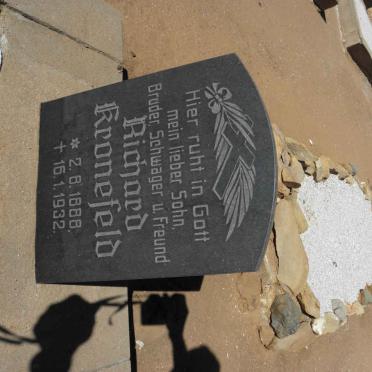 Hier ruht in Gott
mein lieber Sohn,
Bruder, Schwager u. Freund
Richard
Kronefeld
✶ 2.8.1888.
✝ 16.1.1932.